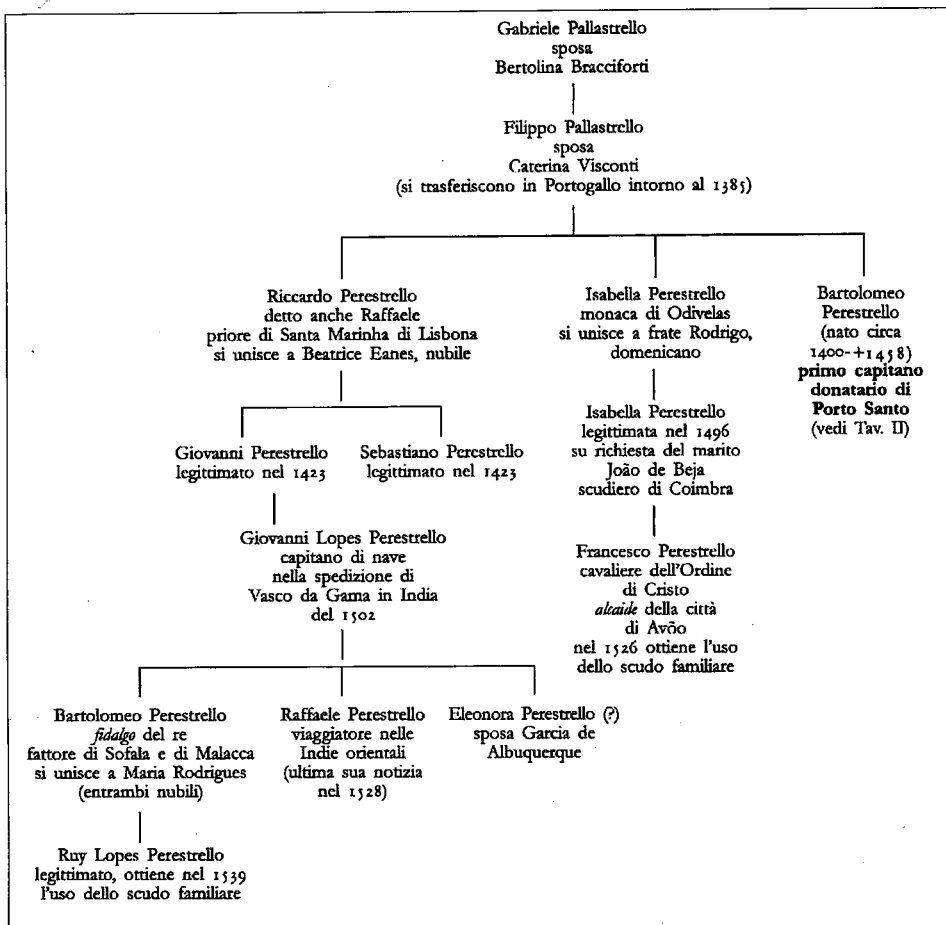 Gabriele Pallastrello
sposa
Bertolina Bracciforti
Filippo Pallastrello
sposa
Caterina Visconti
(si trasferiscono in Portogallo intorno al 1385)
Riccardo Perestrello
detto anche Raffaele
priore di Santa Marinha di Lisbona
si unisce a Beatrice Eanes, nubile
Isabella Perestrello
monaca di Odivelas
si unisce a frate Rodrigo,
domenicano
Bartolomeo
Perestrello
(nato circa
1400-+1458)
primo capitano
donatario di
Porto Santo
(vedi Tav. II)
Giovanni Perestrello
legittimato nel 1423
Sebastiano Perestrello
legittimato nel 1423
Isabella Perestrello
legittimata nel 1496
su richiesta del marito
João de Beja
scudiero di Coimbra
Giovanni Lopes Perestrello
capitano di nave
nella spedizione di
Vasco da Gama in India
del 1502
Francesco Perestrello
cavaliere dell'Ordine
di Cristo
alcaide della città
di Avôo
nel 1526 ottiene l'uso
dello scudo familiare
Bartolomeo Perestrello
fidalgo del re
fattore di Sofala e di Malacca
si unisce a Maria Rodrigues
(entrambi nubili)
Raffaele Perestrello
viaggiatore nelle
Indie orientali
(ultima sua notizia
nel 1528)
Eleonora Perestrello (?)
sposa Garcia de
Albuquerque
Ruy Lopes Perestrello
legittimato, ottiene nel 1539
l'uso dello scudo familiare